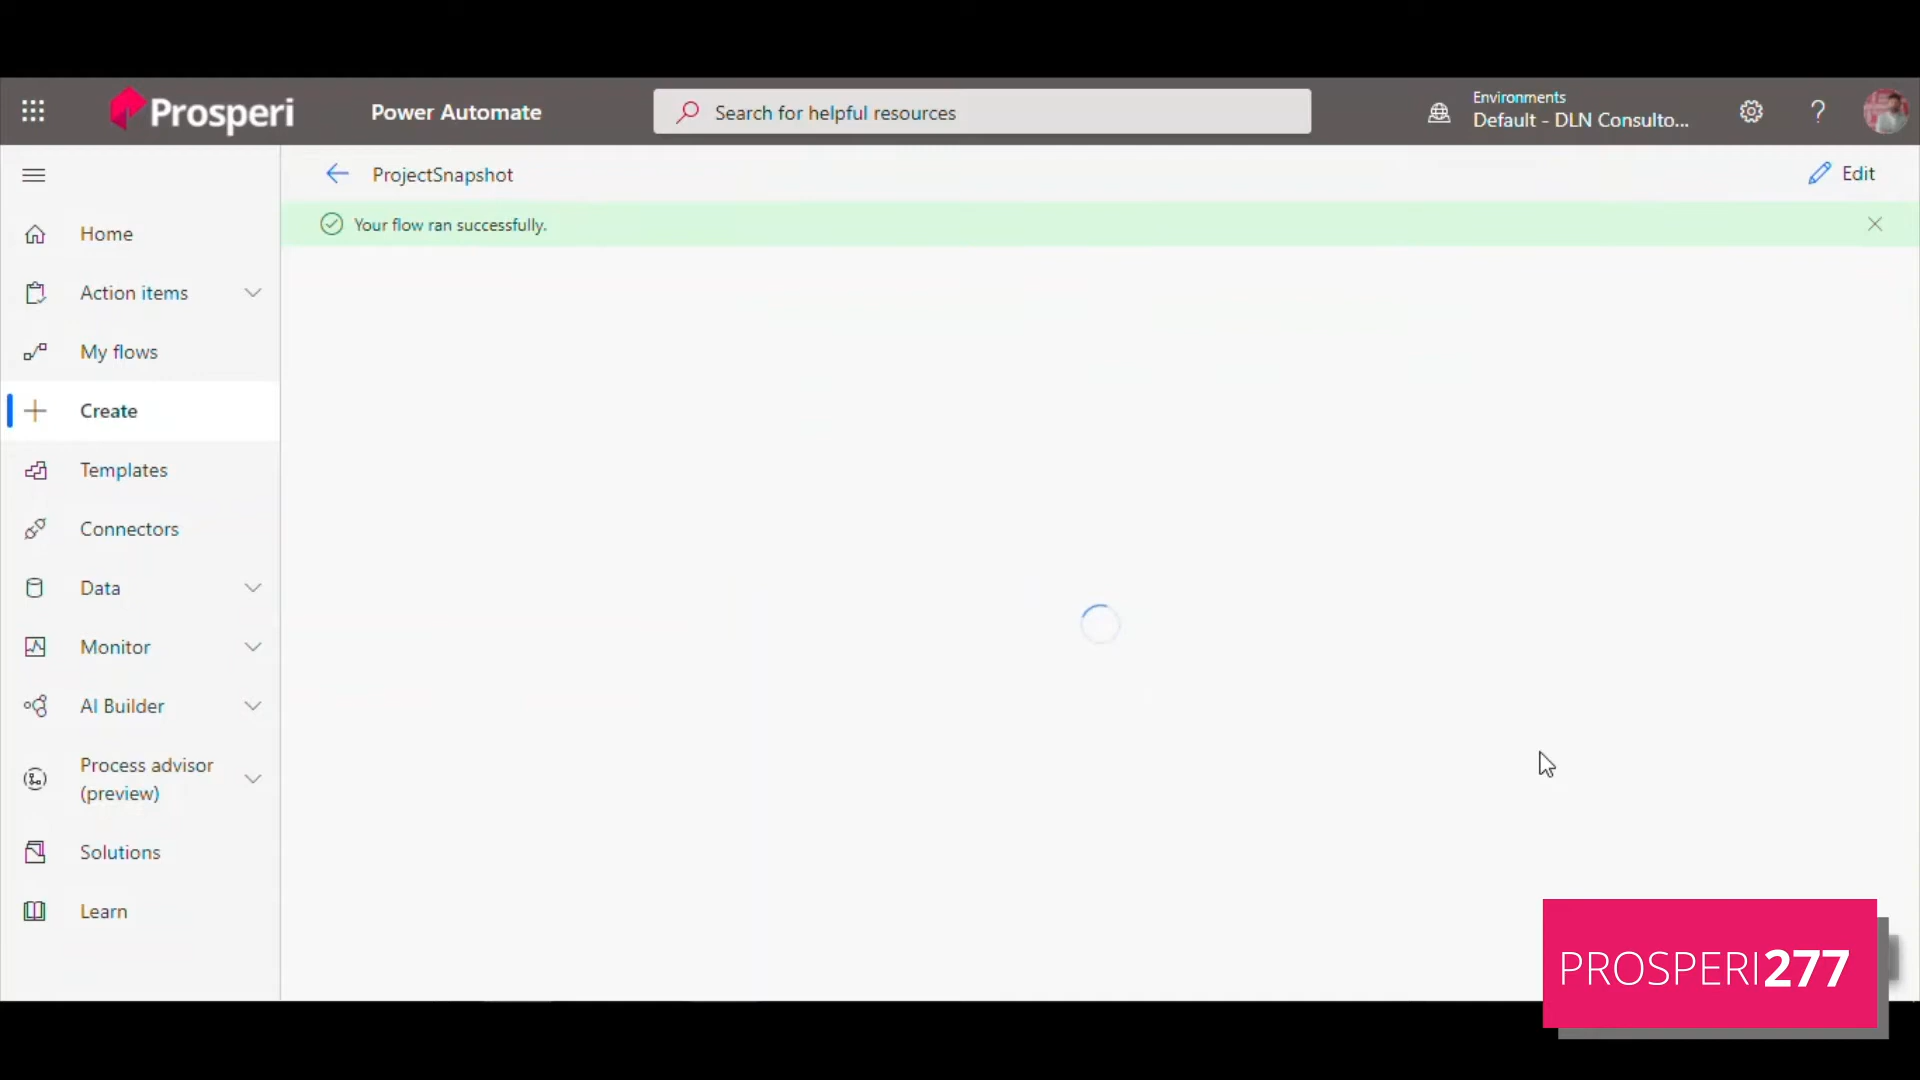 Prosperi
Power Automate
Search for helpful resources
Environments
Default - DLN Consulto...
?
ProjectSnapshot
Edit
Your flow ran successfully.
Home
Action items
My flows
Create
Templates
Connectors
Data
Monitor
AI Builder
Process advisor
(preview)
Solutions
Learn
PROSPERI277